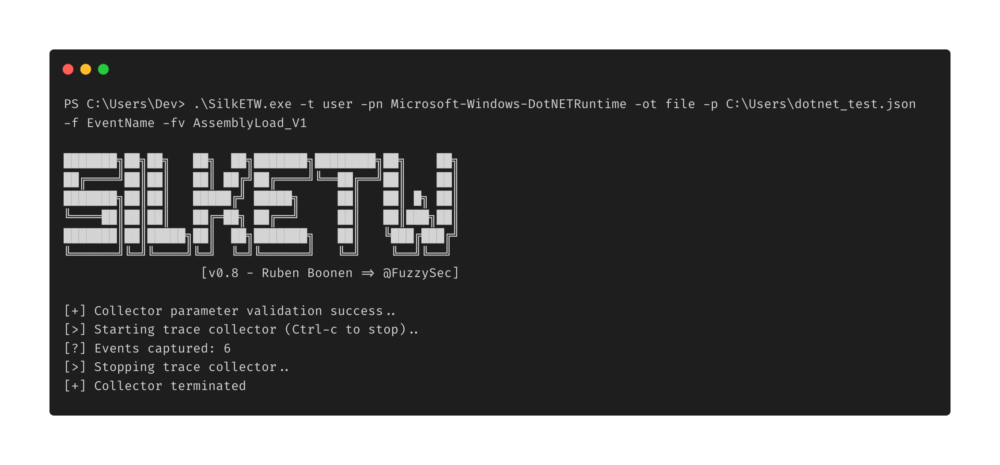 PS C:\Users\Dev> .\SilkETW.exe -t user -pn Microsoft-Windows-DotNETRuntime -ot file -p C:\Users\dotnet_test.json
-f EventName -fv AssemblyLoad_V1
SILKETW
[v0.8 - Ruben Boonen => @FuzzySec]
[+] Collector parameter validation success..
[>] Starting trace collector (Ctrl-c to stop)..
[?] Events captured: 6
[>] Stopping trace collector..
[+] Collector terminated